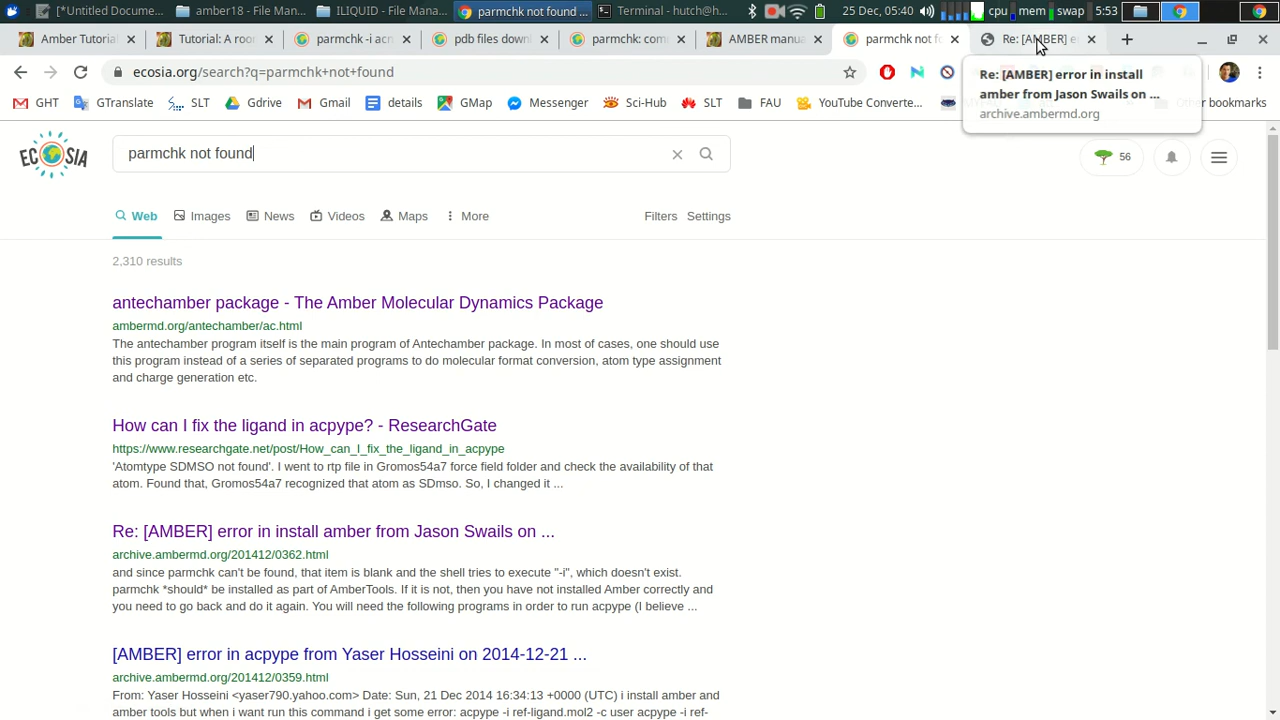 [*Untitled Docume...
amber18 - File Man...
ILIQUID - File Mana...
parmchk not found ...
Terminal - hutch@h...
25 Dec, 05:40
cpu
mem
swap
5:53
Amber Tutorial
Tutorial: A roo
parmchk -i acr
pdb files downl
parmchk: com
AMBER manua
parmchk not fo
Re: [AMBER] er
ecosia.org/search?q=parmchk+not+found
Re: [AMBER] error in install
amber from Jason Swails on ...
archive.ambermd.org
GHT
GTranslate
SLT
Gdrive
Gmail
details
GMap
Messenger
Sci-Hub
SLT
FAU
YouTube Converte...
Other bookmarks
ECOSIA
parmchk not found
56
Web
Images
News
Videos
Maps
More
Filters
Settings
2,310 results
antechamber package - The Amber Molecular Dynamics Package
ambermd.org/antechamber/ac.html
The antechamber program itself is the main program of Antechamber package. In most of cases, one should use
this program instead of a series of separated programs to do molecular format conversion, atom type assignment
and charge generation etc.
How can I fix the ligand in acpype? - ResearchGate
https://www.researchgate.net/post/How_can_I_fix_the_ligand_in_acpype
'Atomtype SDMSO not found'. I went to rtp file in Gromos54a7 force field folder and check the availability of that
atom. Found that, Gromos54a7 recognized that atom as SDmso. So, I changed it ...
Re: [AMBER] error in install amber from Jason Swails on ...
archive.ambermd.org/201412/0362.html
and since parmchk can't be found, that item is blank and the shell tries to execute "-i", which doesn't exist.
parmchk *should* be installed as part of AmberTools. If it is not, then you have not installed Amber correctly and
you need to go back and do it again. You will need the following programs in order to run acpype (I believe ...
[AMBER] error in acpype from Yaser Hosseini on 2014-12-21 ...
archive.ambermd.org/201412/0359.html
From: Yaser Hosseini <yaser790.yahoo.com> Date: Sun, 21 Dec 2014 16:34:13 +0000 (UTC) i install amber and
amber tools but when i want run this command i get some error: acpype -i ref-ligand.mol2 -c user acpype -i ref-